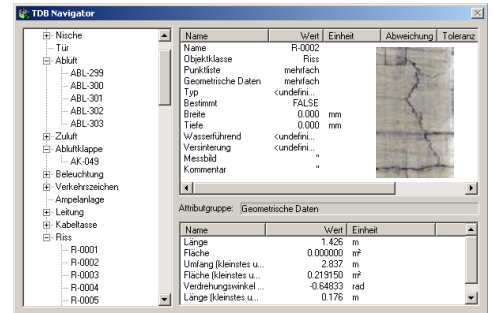 TDB Navigator
Nische
Tür
Abluft
ABL-299
ABL-300
ABL-301
ABL-302
ABL-303
Zuluft
Abluftklappe
AK-049
Beleuchtung
Verkehrszeichen
Ampelanlage
Leitung
Kabeltasse
Riss
R-0001
R-0002
R-0003
R-0004
R-0005
Name Wert Einheit Abweichung Toleranz
Name R-0002
Objektklasse Riss
Punktliste mehrfach
Geometrische Daten mehrfach
Typ <undefini...
Bestimmt FALSE
Breite 0.000 mm
Tiefe 0.000 mm
Wasserführend <undefini...
Versinterung <undefini...
Messbild "
Kommentar "
Attributgruppe: Geometrische Daten
Name Wert Einheit
Länge 1.426 m
Fläche 0.000000 m²
Umfang (kleinstes u... 2.837 m
Fläche (kleinstes u... 0.219150 m²
Verdrehungswinkel ... -0.64833 rad
Länge (kleinstes u... 0.176 m